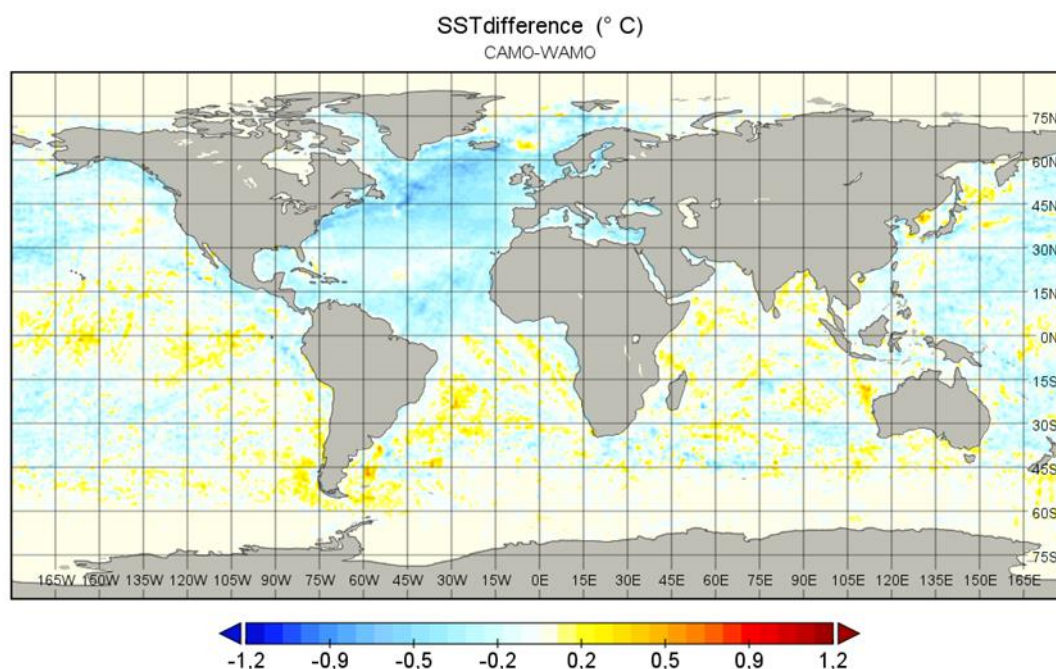 SSTdifference (° C)
CAMO-WAMO
75N
60N
45N
30N
15N
0N
15S
30S
45S
60S
75S
165W 150W 135W 120W 105W 90W 75W 60W 45W 30W 15W 0E 15E 30E 45E 60E 75E 90E 105E 120E 135E 150E 165E
-1.2 -0.9 -0.5 -0.2 0.2 0.5 0.9 1.2